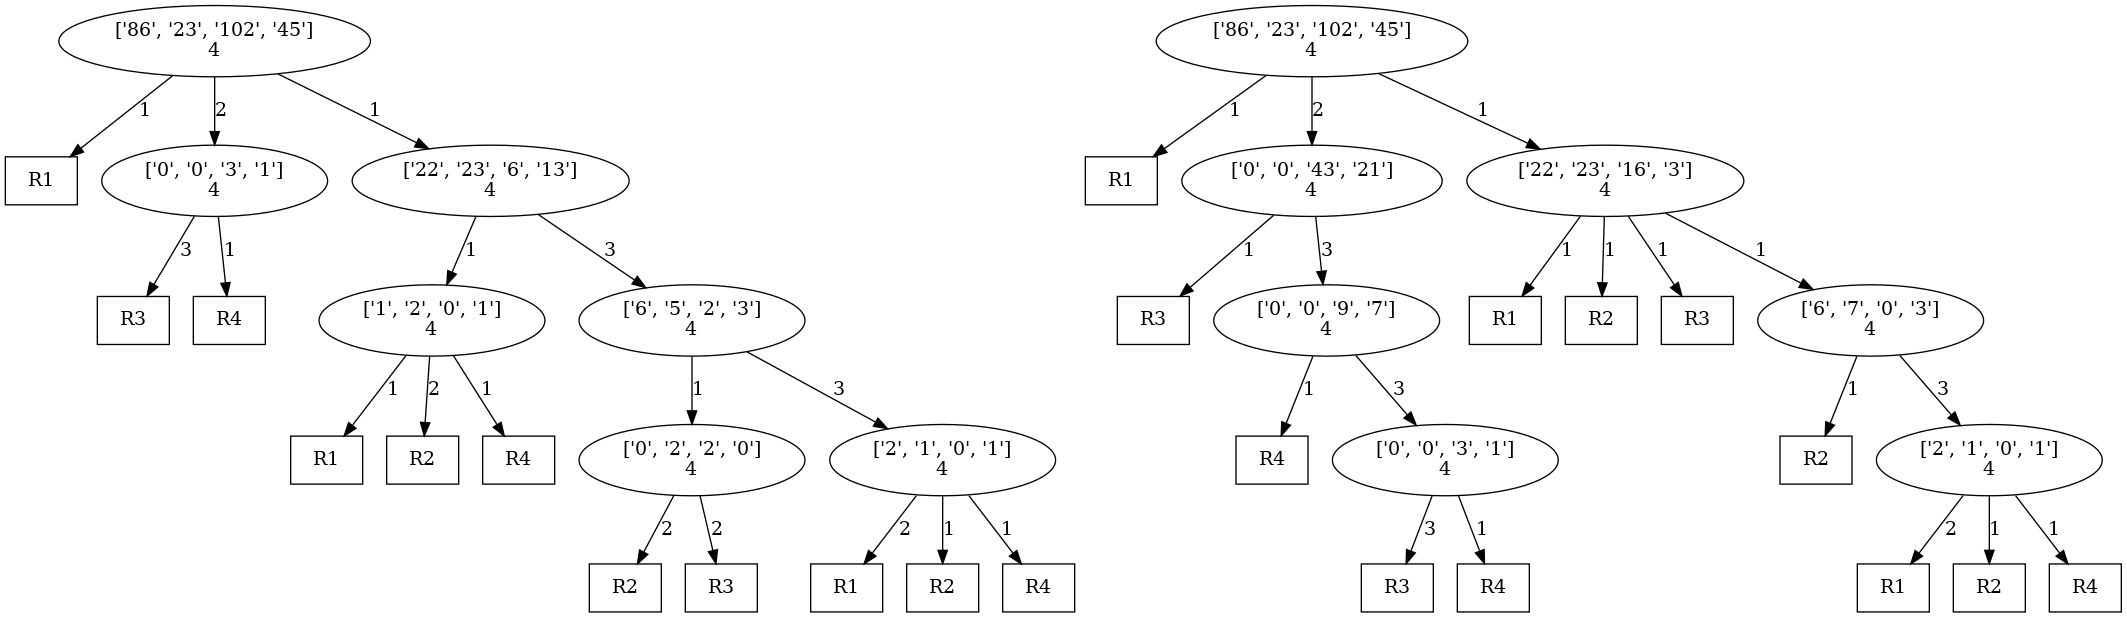 ['86', '23', '102', '45']
4
1
2
1
R1
['0', '0', '3', '1']
4
['22', '23', '6', '13']
4
3
1
1
3
R3
R4
['1', '2', '0', '1']
4
['6', '5', '2', '3']
4
1
2
1
1
3
R1
R2
R4
['0', '2', '2', '0']
4
['2', '1', '0', '1']
4
2
2
2
1
1
R2
R3
R1
R2
R4
['86', '23', '102', '45']
4
1
2
1
R1
['0', '0', '43', '21']
4
['22', '23', '16', '3']
4
1
3
1
1
1
1
R3
['0', '0', '9', '7']
4
R1
R2
R3
['6', '7', '0', '3']
4
1
3
1
3
R4
['0', '0', '3', '1']
4
R2
['2', '1', '0', '1']
4
3
1
2
1
1
R3
R4
R1
R2
R4